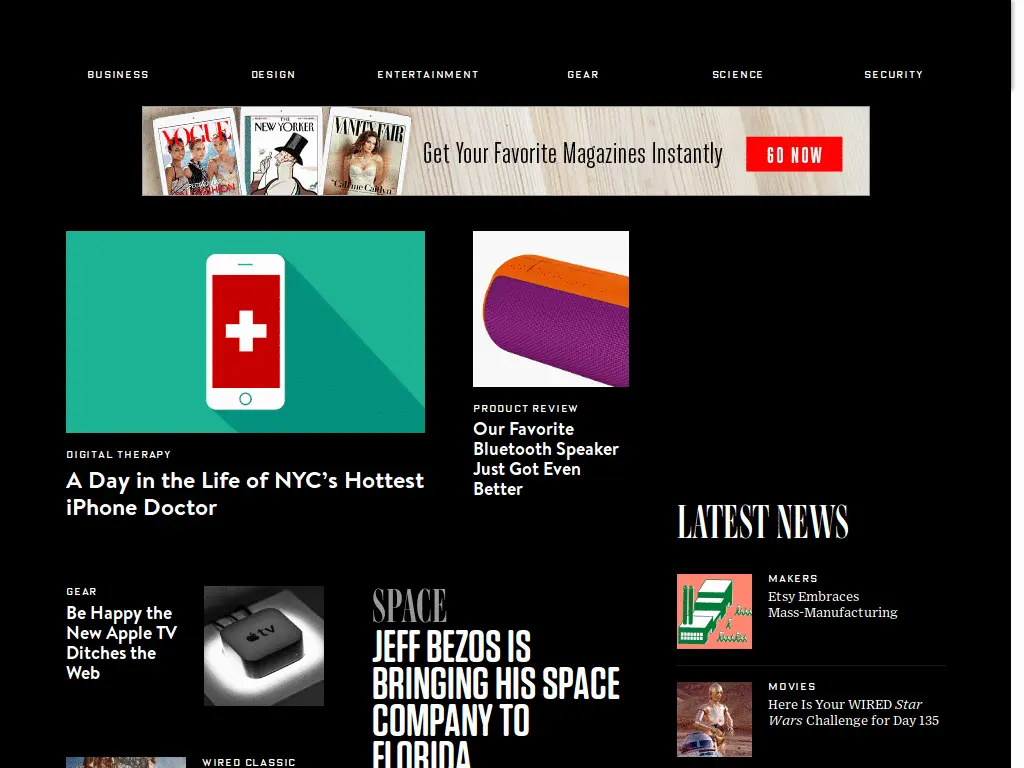 BUSINESS
DESIGN
ENTERTAINMENT
GEAR
SCIENCE
SECURITY
VOGUE
THE
NEW YORKER
VANITY FAIR
"Call me Caitlyn"
Get Your Favorite Magazines Instantly
GO NOW
DIGITAL THERAPY
A Day in the Life of NYC's Hottest
iPhone Doctor
PRODUCT REVIEW
Our Favorite
Bluetooth Speaker
Just Got Even
Better
LATEST NEWS
MAKERS
Etsy Embraces
Mass-Manufacturing
MOVIES
Here Is Your WIRED Star
Wars Challenge for Day 135
GEAR
Be Happy the
New Apple TV
Ditches the
Web
tv
SPACE
JEFF BEZOS IS
BRINGING HIS SPACE
COMPANY TO
FLORIDA
WIRED CLASSIC